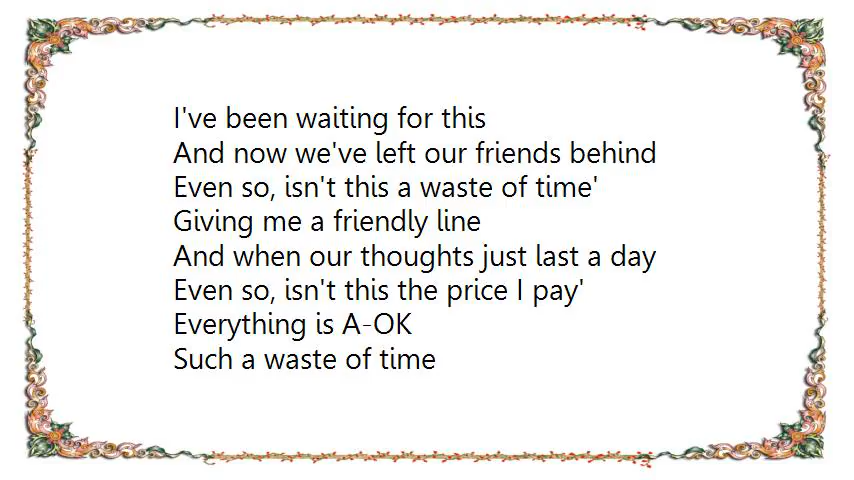 I've been waiting for this
And now we've left our friends behind
Even so, isn't this a waste of time'
Giving me a friendly line
And when our thoughts just last a day
Even so, isn't this the price I pay'
Everything is A-OK
Such a waste of time